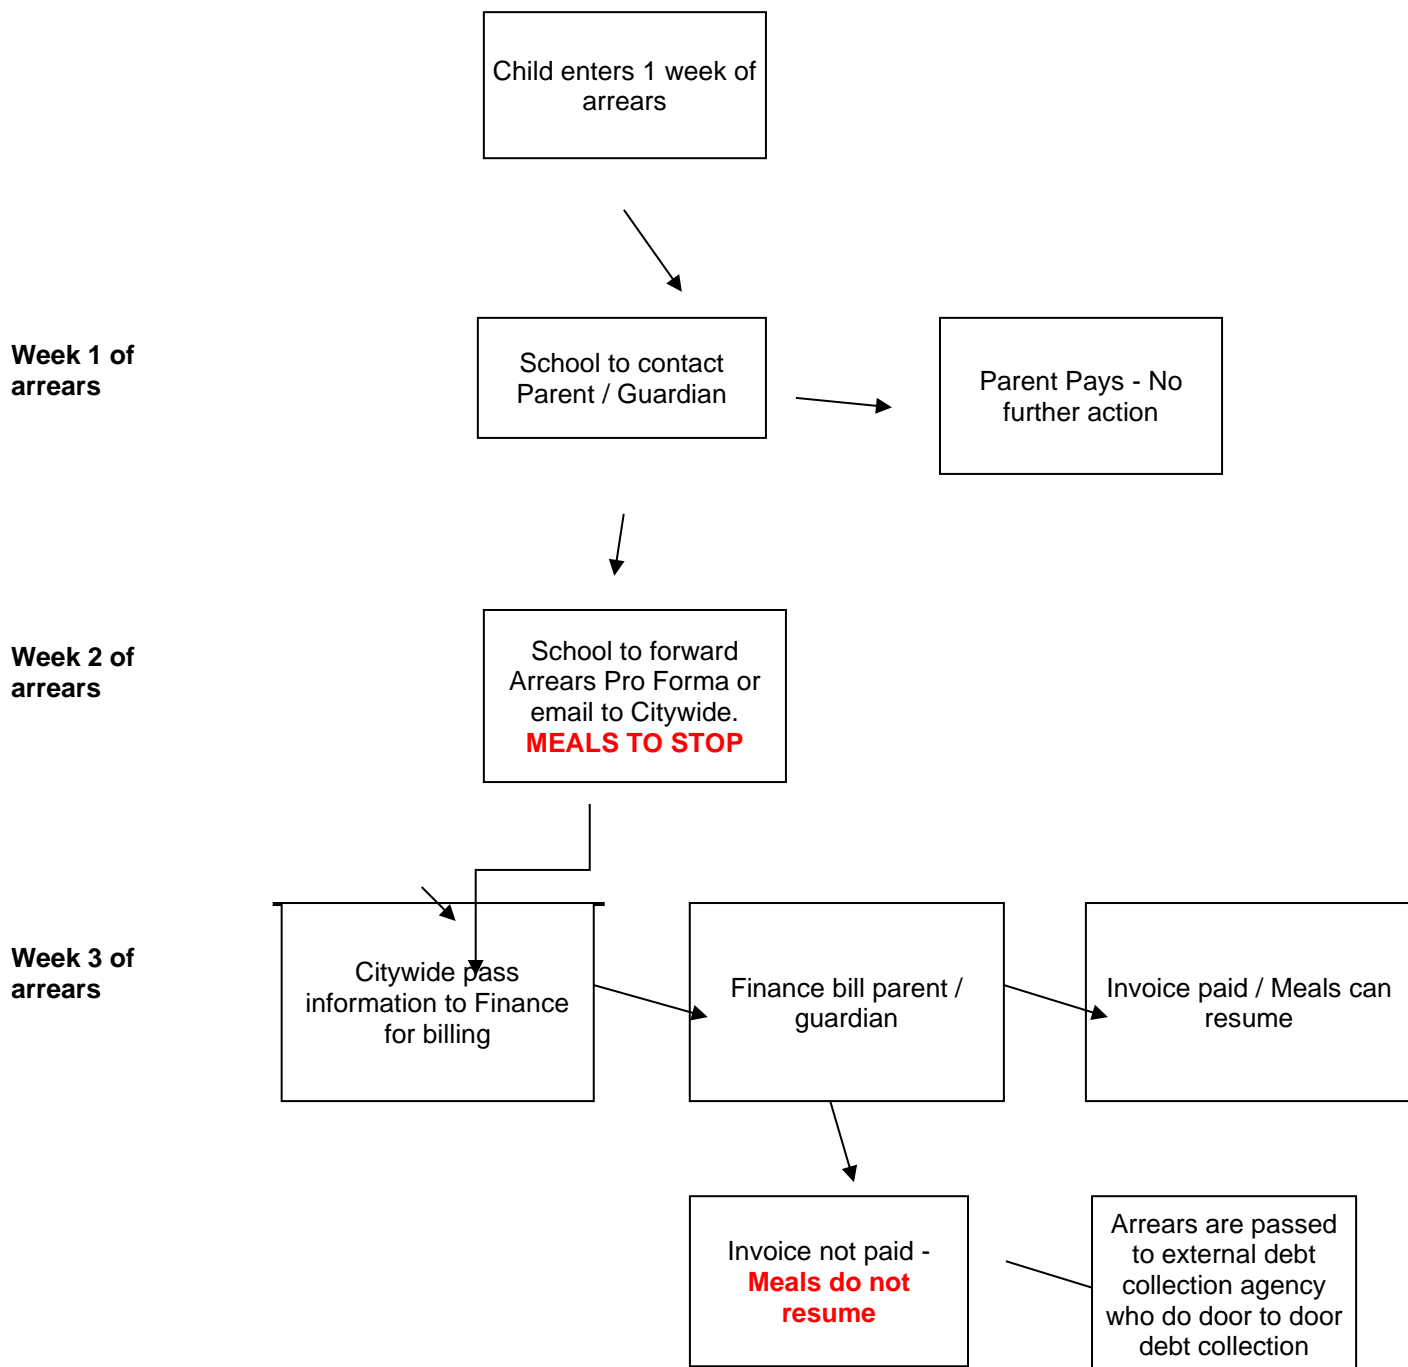 Child enters 1 week of
arrears
Week 1 of
arrears
School to contact
Parent / Guardian
Parent Pays - No
further action
Week 2 of
arrears
School to forward
Arrears Pro Forma or
email to Citywide.
MEALS TO STOP
Week 3 of
arrears
Citywide pass
information to Finance
for billing
Finance bill parent /
guardian
Invoice paid / Meals can
resume
Invoice not paid -
Meals do not
resume
Arrears are passed
to external debt
collection agency
who do door to door
debt collection